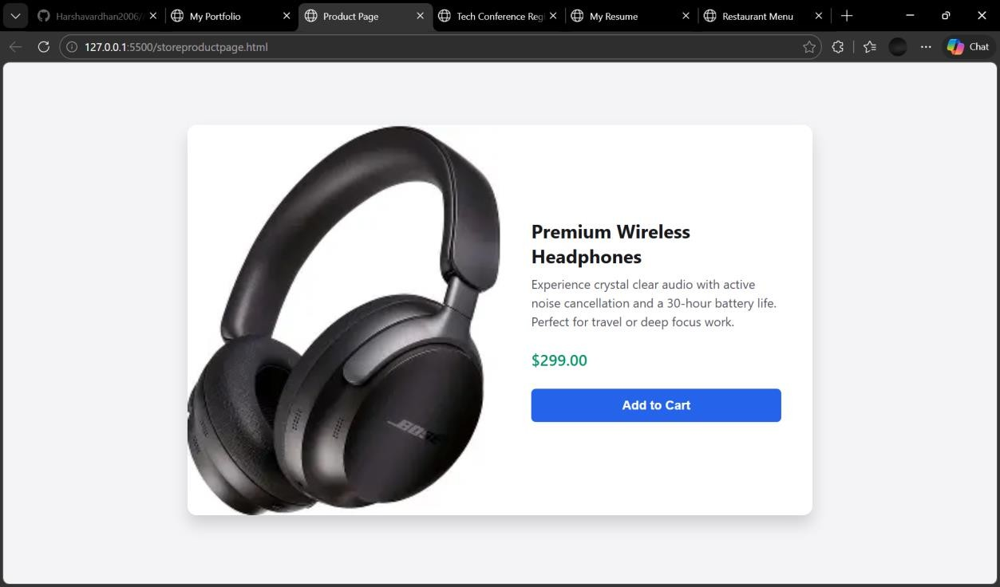 Harshavardhan2006/
My Portfolio
Product Page
Tech Conference Reg
My Resume
Restaurant Menu
127.0.0.1:5500/storeproductpage.html
Chat
Premium Wireless
Headphones
Experience crystal clear audio with active
noise cancellation and a 30-hour battery life.
Perfect for travel or deep focus work.
$299.00
Add to Cart
BOSE